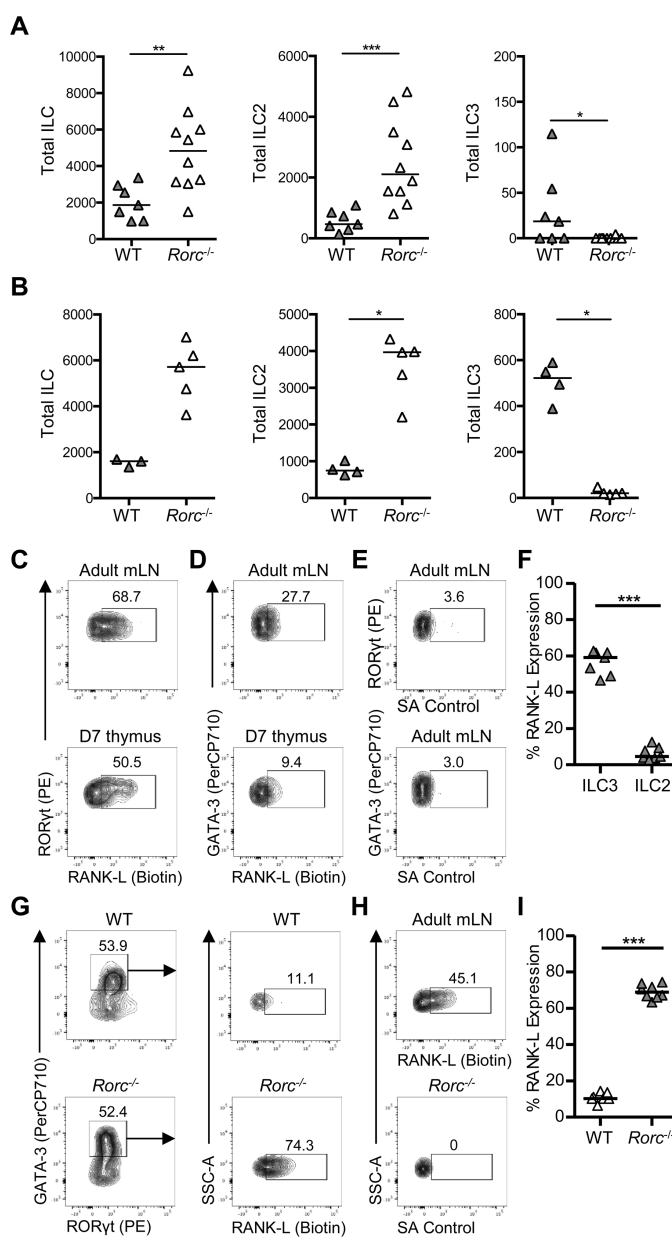 A
** *** *
10000 6000 200
8000 150
6000 4000
100
4000 2000
2000 50
0 0 0
Total ILC Total ILC2 Total ILC3
WT Rorc-/- WT Rorc-/- WT Rorc-/-
B
* *
8000 5000 800
6000 4000 600
4000 3000 400
2000 2000 200
1000
0 0 0
Total ILC Total ILC2 Total ILC3
WT Rorc-/- WT Rorc-/- WT Rorc-/-
C D E F
Adult mLN Adult mLN Adult mLN
68.7 27.7 3.6
RORγt (PE)
SA Control
D7 thymus D7 thymus Adult mLN
50.5 9.4 3.0
RORγt (PE) GATA-3 (PerCP710) GATA-3 (PerCP710)
RANK-L (Biotin) RANK-L (Biotin) SA Control
***
100
80
60
40
20
0
% RANK-L Expression
ILC3 ILC2
G H I
WT WT Adult mLN
53.9 11.1 45.1
RANK-L (Biotin)
Rorc-/- Rorc-/- Rorc-/-
52.4 74.3 0
GATA-3 (PerCP710) SSC-A SSC-A
RORγt (PE) RANK-L (Biotin) SA Control
***
100
80
60
40
20
0
% RANK-L Expression
WT Rorc-/-